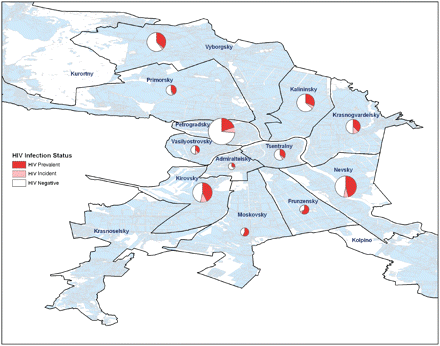 Vyborgsky
Kurortny
Primorsky
Kalininsky
Krasnogvardeisky
Petrogradsky
Vasilyostrovsky
Tsentralny
HIV Infection Status
HIV Prevalent
HIV Incident
HIV Negative
Admiralteisky
Kirovsky
Nevsky
Frunzensky
Moskovsky
Krasnoselsky
Kolpino